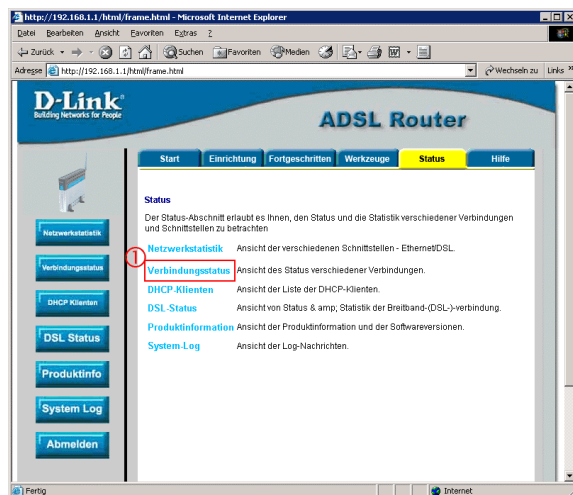 http://192.168.1.1/html/frame.html - Microsoft Internet Explorer
Datei Bearbeiten Ansicht Favoriten Extras ?
Zurück Suchen Favoriten Medien
Adresse http://192.168.1.1/html/frame.html Wechseln zu Links »
D-Link®
Building Networks for People
ADSL Router
Start Einrichtung Fortgeschritten Werkzeuge Status Hilfe
Status
Der Status-Abschnitt erlaubt es Ihnen, den Status und die Statistik verschiedener Verbindungen
und Schnittstellen zu betrachten
Netzwerkstatistik Ansicht der verschiedenen Schnittstellen - Ethernet/DSL.
1
Verbindungsstatus Ansicht des Status verschiedener Verbindungen.
DHCP-Klienten Ansicht der Liste der DHCP-Klienten.
DSL-Status Ansicht von Status & amp; Statistik der Breitband-(DSL-)-verbindung.
Produktinformation Ansicht der Produktinformation und der Softwareversionen.
System-Log Ansicht der Log-Nachrichten.
Netzwerkstatistik
Verbindungsstatus
DHCP Klienten
DSL Status
Produktinfo
System Log
Abmelden
Fertig Internet